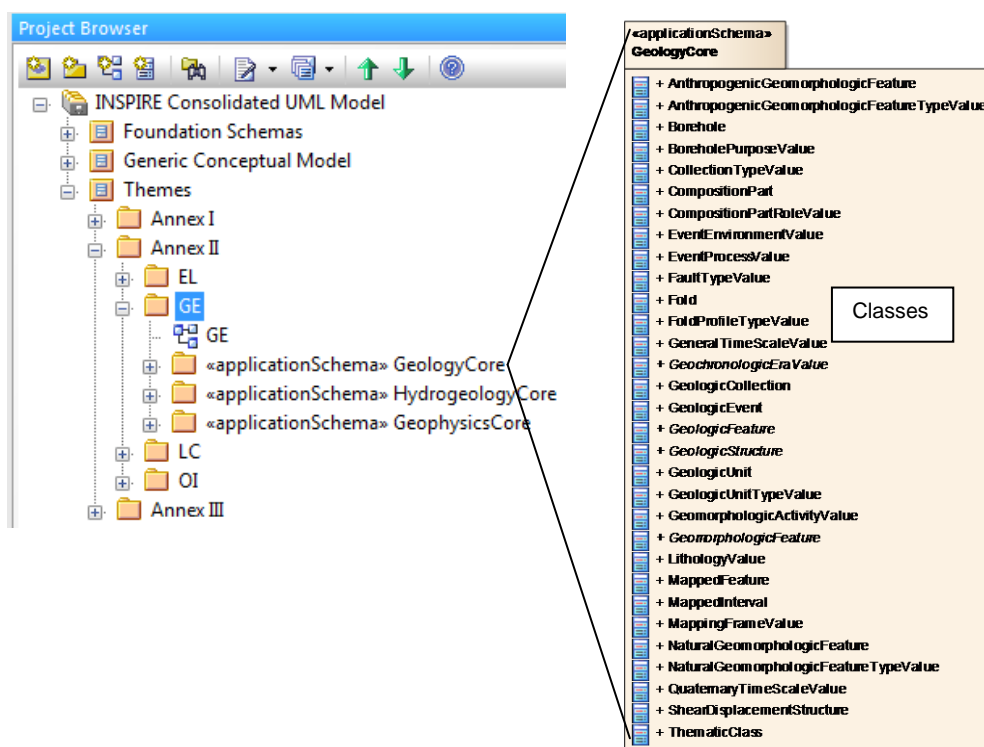 Project Browser
INSPIRE Consolidated UML Model
Foundation Schemas
Generic Conceptual Model
Themes
Annex I
Annex II
EL
GE
GE
«applicationSchema» GeologyCore
«applicationSchema» HydrogeologyCore
«applicationSchema» GeophysicsCore
LC
OI
Annex III
«applicationSchema»
GeologyCore
+ AnthropogenicGeomorphologicFeature
+ AnthropogenicGeomorphologicFeatureTypeValue
+ Borehole
+ BoreholePurposeValue
+ CollectionTypeValue
+ CompositionPart
+ CompositionPartRoleValue
+ EventEnvironmentValue
+ EventProcessValue
+ FaultTypeValue
+ Fold
+ FoldProfileTypeValue
+ GeneralTimeScaleValue
+ GeochronologicEraValue
+ GeologicCollection
+ GeologicEvent
+ GeologicFeature
+ GeologicStructure
+ GeologicUnit
+ GeologicUnitTypeValue
+ GeomorphologicActivityValue
+ GeomorphologicFeature
+ LithologyValue
+ MappedFeature
+ MappedInterval
+ MappingFrameValue
+ NaturalGeomorphologicFeature
+ NaturalGeomorphologicFeatureTypeValue
+ QuaternaryTimeScaleValue
+ ShearDisplacementStructure
+ ThematicClass
Classes